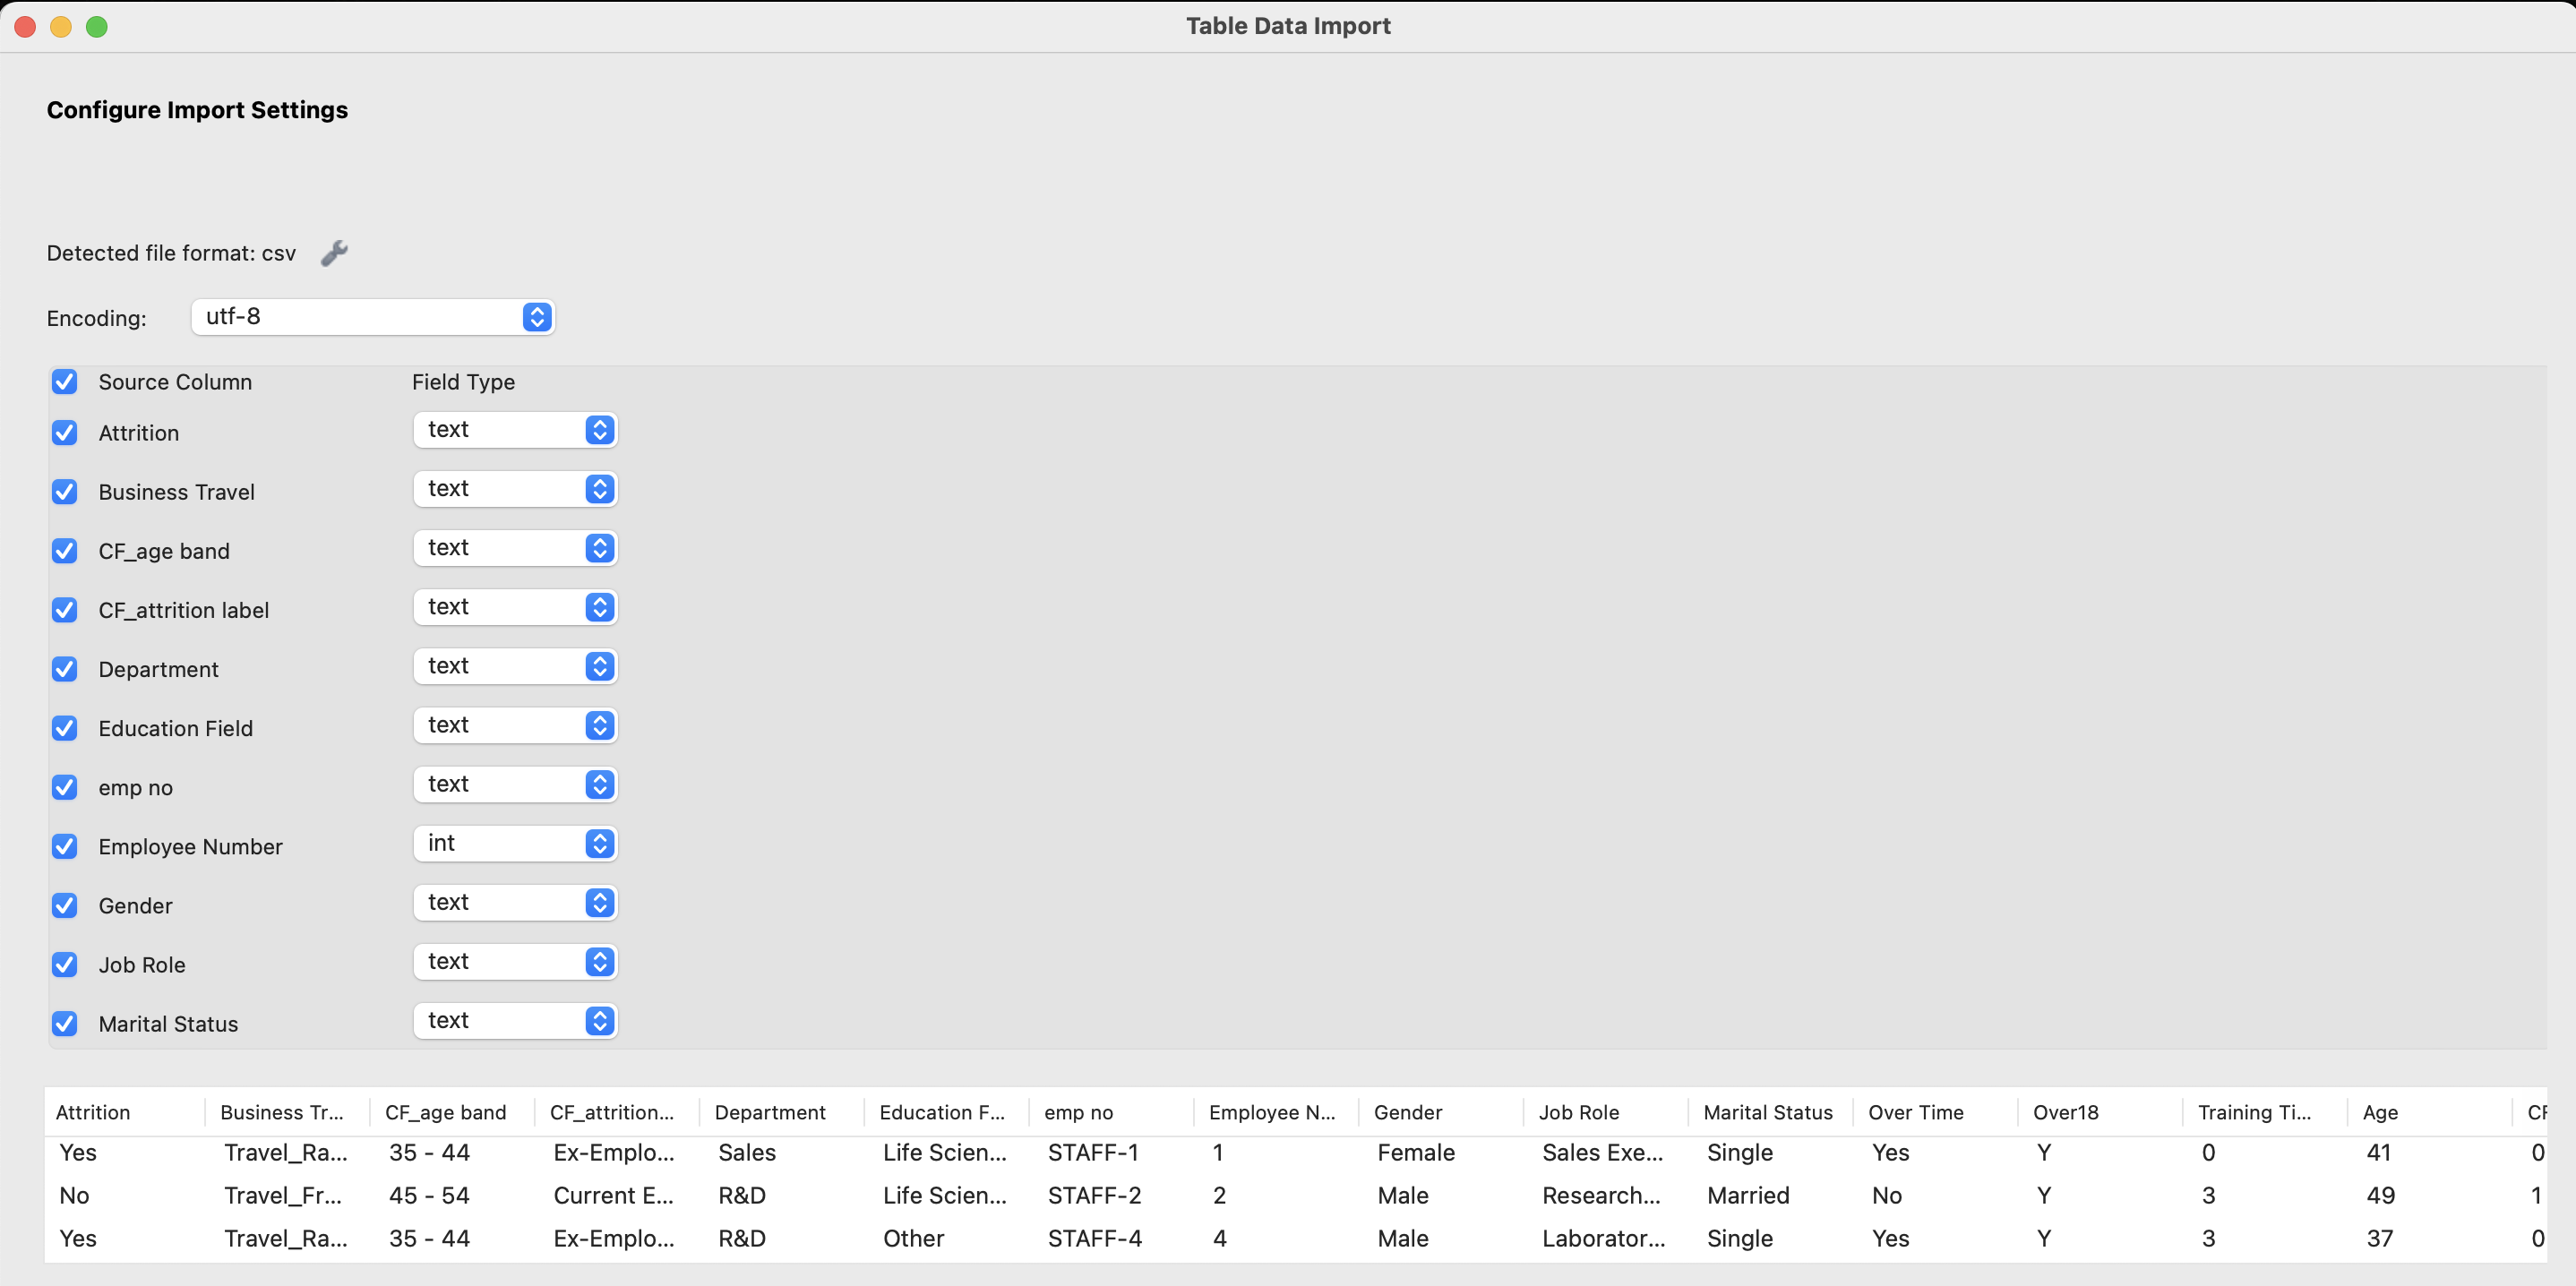 Table Data Import
Configure Import Settings
Detected file format: csv
Encoding: utf-8
Source Column Field Type
Attrition text
Business Travel text
CF_age band text
CF_attrition label text
Department text
Education Field text
emp no text
Employee Number int
Gender text
Job Role text
Marital Status text
Attrition Business Tr... CF_age band CF_attrition... Department Education F... emp no Employee N... Gender Job Role Marital Status Over Time Over18 Training Ti... Age CF
Yes Travel_Ra... 35 - 44 Ex-Emplo... Sales Life Scien... STAFF-1 1 Female Sales Exe... Single Yes Y 0 41 0
No Travel_Fr... 45 - 54 Current E... R&D Life Scien... STAFF-2 2 Male Research... Married No Y 3 49 1
Yes Travel_Ra... 35 - 44 Ex-Emplo... R&D Other STAFF-4 4 Male Laborator... Single Yes Y 3 37 0